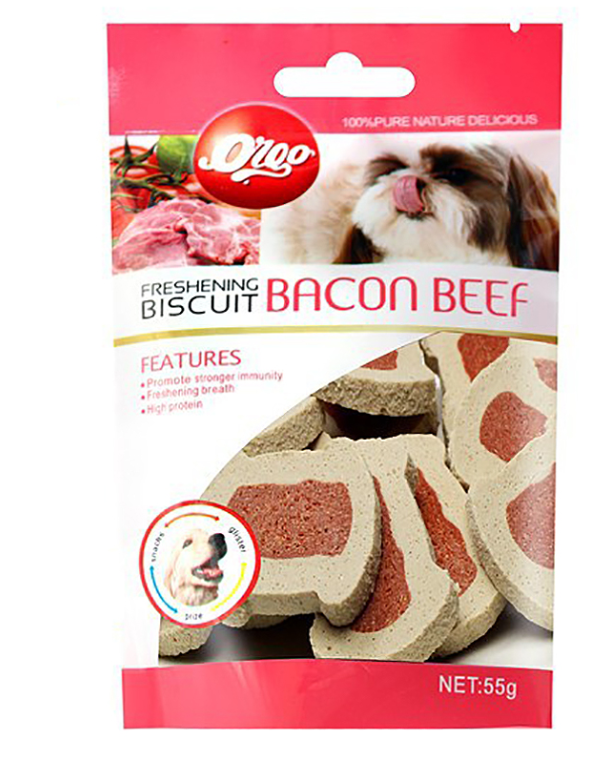 100%PURE NATURE DELICIOUS
Oreo
FRESHENING
BISCUIT BACON BEEF
FEATURES
•Promote stronger immunity
•Freshening breath
•High protein
snacks
glister
prize
NET:55g